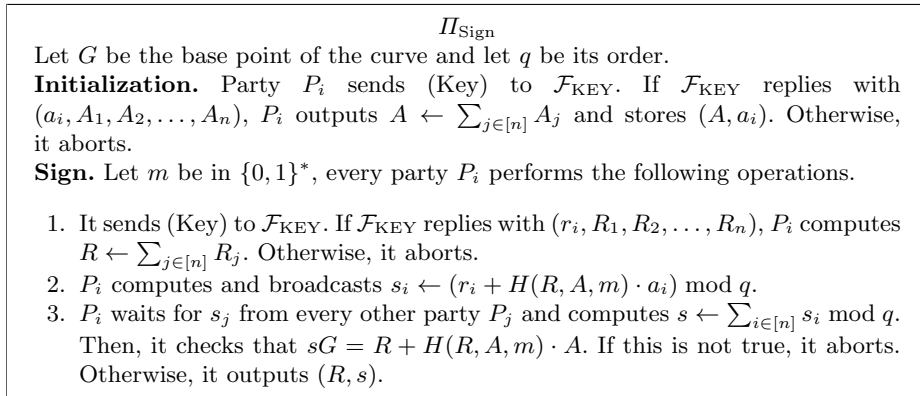 Π_Sign
Let G be the base point of the curve and let q be its order.
Initialization. Party P_i sends (Key) to F_KEY. If F_KEY replies with
(a_i, A_1, A_2, . . . , A_n), P_i outputs A ← ∑_{j∈[n]} A_j and stores (A, a_i). Otherwise,
it aborts.
Sign. Let m be in {0, 1}^*, every party P_i performs the following operations.
1. It sends (Key) to F_KEY. If F_KEY replies with (r_i, R_1, R_2, . . . , R_n), P_i computes
R ← ∑_{j∈[n]} R_j. Otherwise, it aborts.
2. P_i computes and broadcasts s_i ← (r_i + H(R, A, m) · a_i) mod q.
3. P_i waits for s_j from every other party P_j and computes s ← ∑_{i∈[n]} s_i mod q.
Then, it checks that sG = R + H(R, A, m) · A. If this is not true, it aborts.
Otherwise, it outputs (R, s).